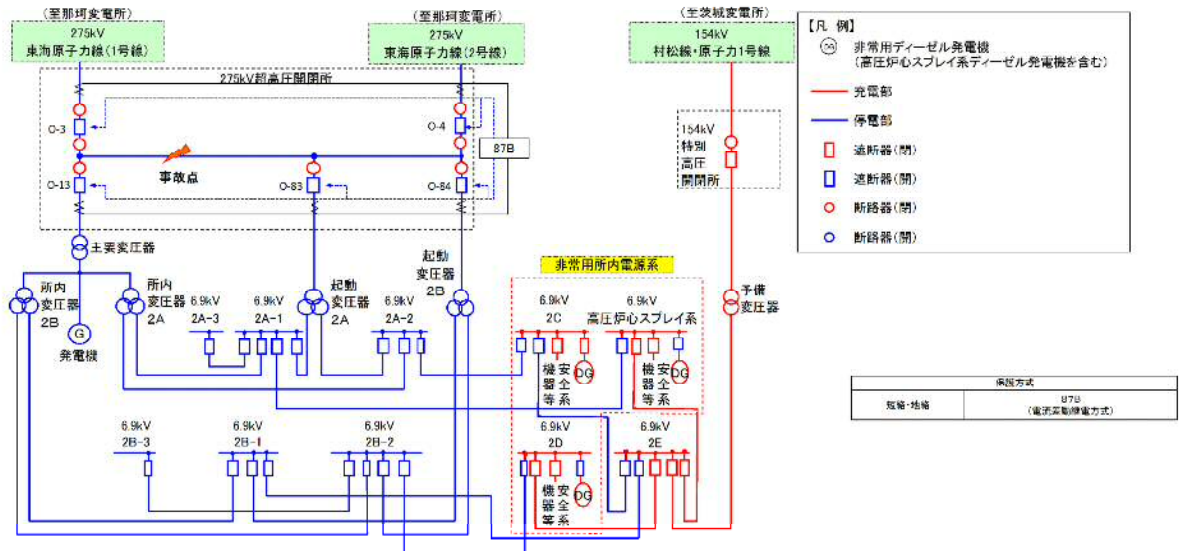 (至那珂変電所)
275kV
東海原子力線(1号線)
(至那珂変電所)
275kV
東海原子力線(2号線)
(至茨城変電所)
154kV
村松線・原子力1号線
【凡 例】
DG 非常用ディーゼル発電機
(高圧炉心スプレイ系ディーゼル発電機を含む)
充電部
停電部
遮断器(閉)
遮断器(開)
断路器(閉)
断路器(開)
275kV超高圧開閉所
O-3
O-4
87B
事故点
O-13
O-83
O-84
154kV
特別
高圧
開閉所
主要変圧器
所内
変圧器
2B
所内
変圧器
2A
G
発電機
起動
変圧器
2A
起動
変圧器
2B
予備
変圧器
非常用所内電源系
6.9kV
2A-3
6.9kV
2A-1
6.9kV
2A-2
6.9kV
2C
6.9kV
高圧炉心スプレイ系
安全系
機器等
DG
安全系
機器等
DG
6.9kV
2B-3
6.9kV
2B-1
6.9kV
2B-2
6.9kV
2D
6.9kV
2E
安全系
機器等
DG
保護方式
短絡・地絡
87B
(電流差動継電方式)